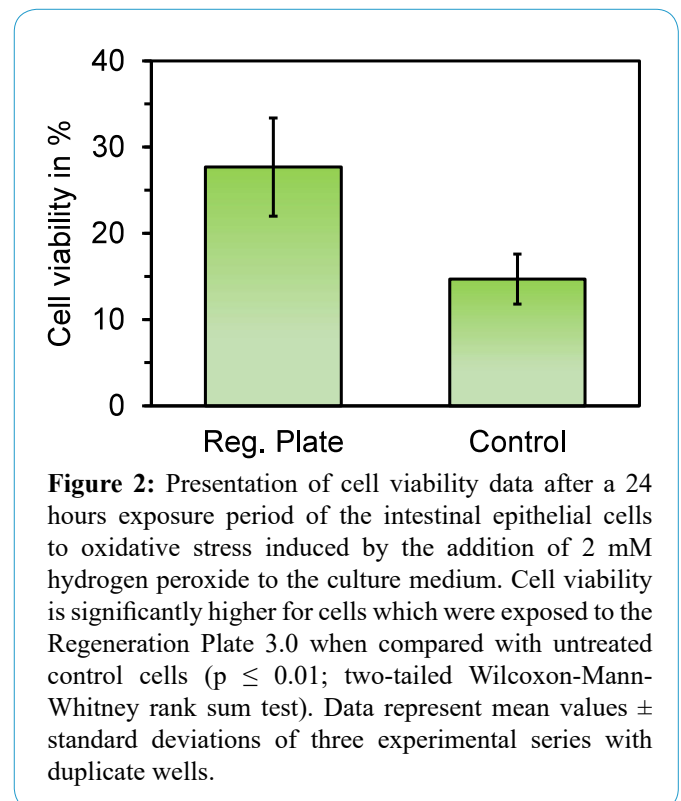 40
30
20
10
0
Cell viability in %
Reg. Plate Control
Figure 2: Presentation of cell viability data after a 24
hours exposure period of the intestinal epithelial cells
to oxidative stress induced by the addition of 2 mM
hydrogen peroxide to the culture medium. Cell viability
is significantly higher for cells which were exposed to the
Regeneration Plate 3.0 when compared with untreated
control cells (p ≤ 0.01; two-tailed Wilcoxon-Mann-
Whitney rank sum test). Data represent mean values ±
standard deviations of three experimental series with
duplicate wells.